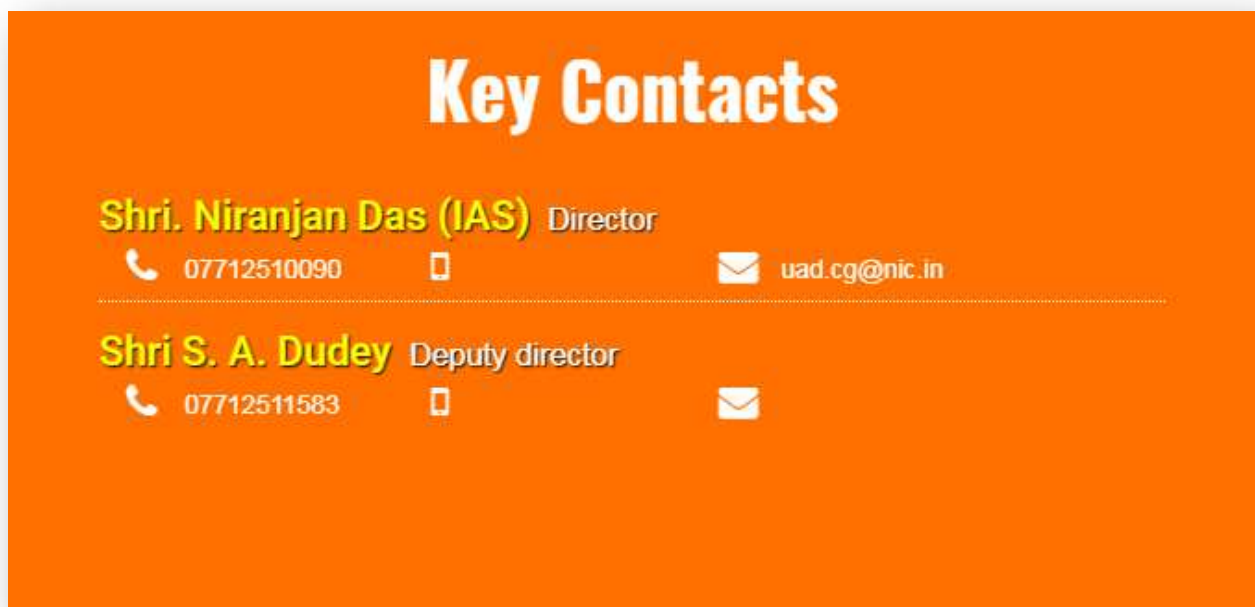 Key Contacts
Shri. Niranjan Das (IAS) Director
07712510090 uad.cg@nic.in
Shri S. A. Dudey Deputy director
07712511583